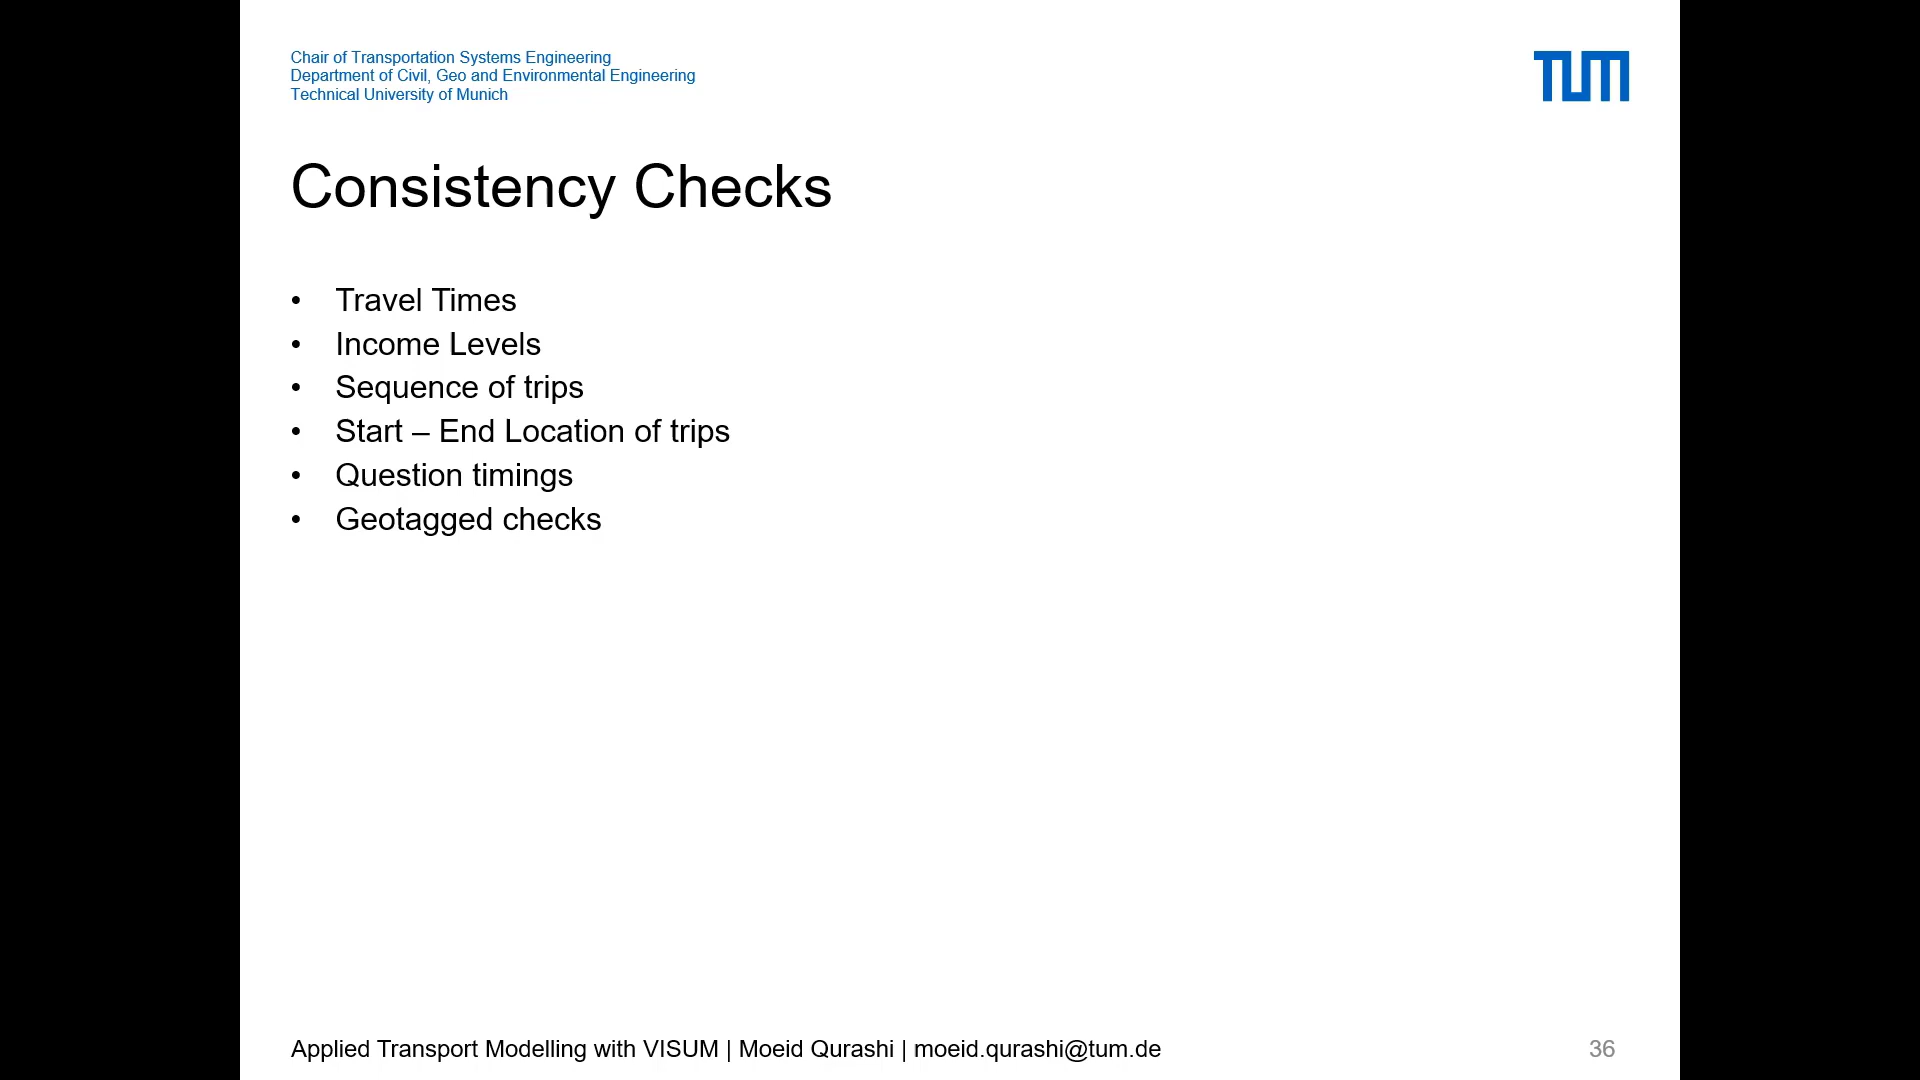 Chair of Transportation Systems Engineering
Department of Civil, Geo and Environmental Engineering
Technical University of Munich
TUM
Consistency Checks
• Travel Times
• Income Levels
• Sequence of trips
• Start – End Location of trips
• Question timings
• Geotagged checks
Applied Transport Modelling with VISUM | Moeid Qurashi | moeid.qurashi@tum.de
36